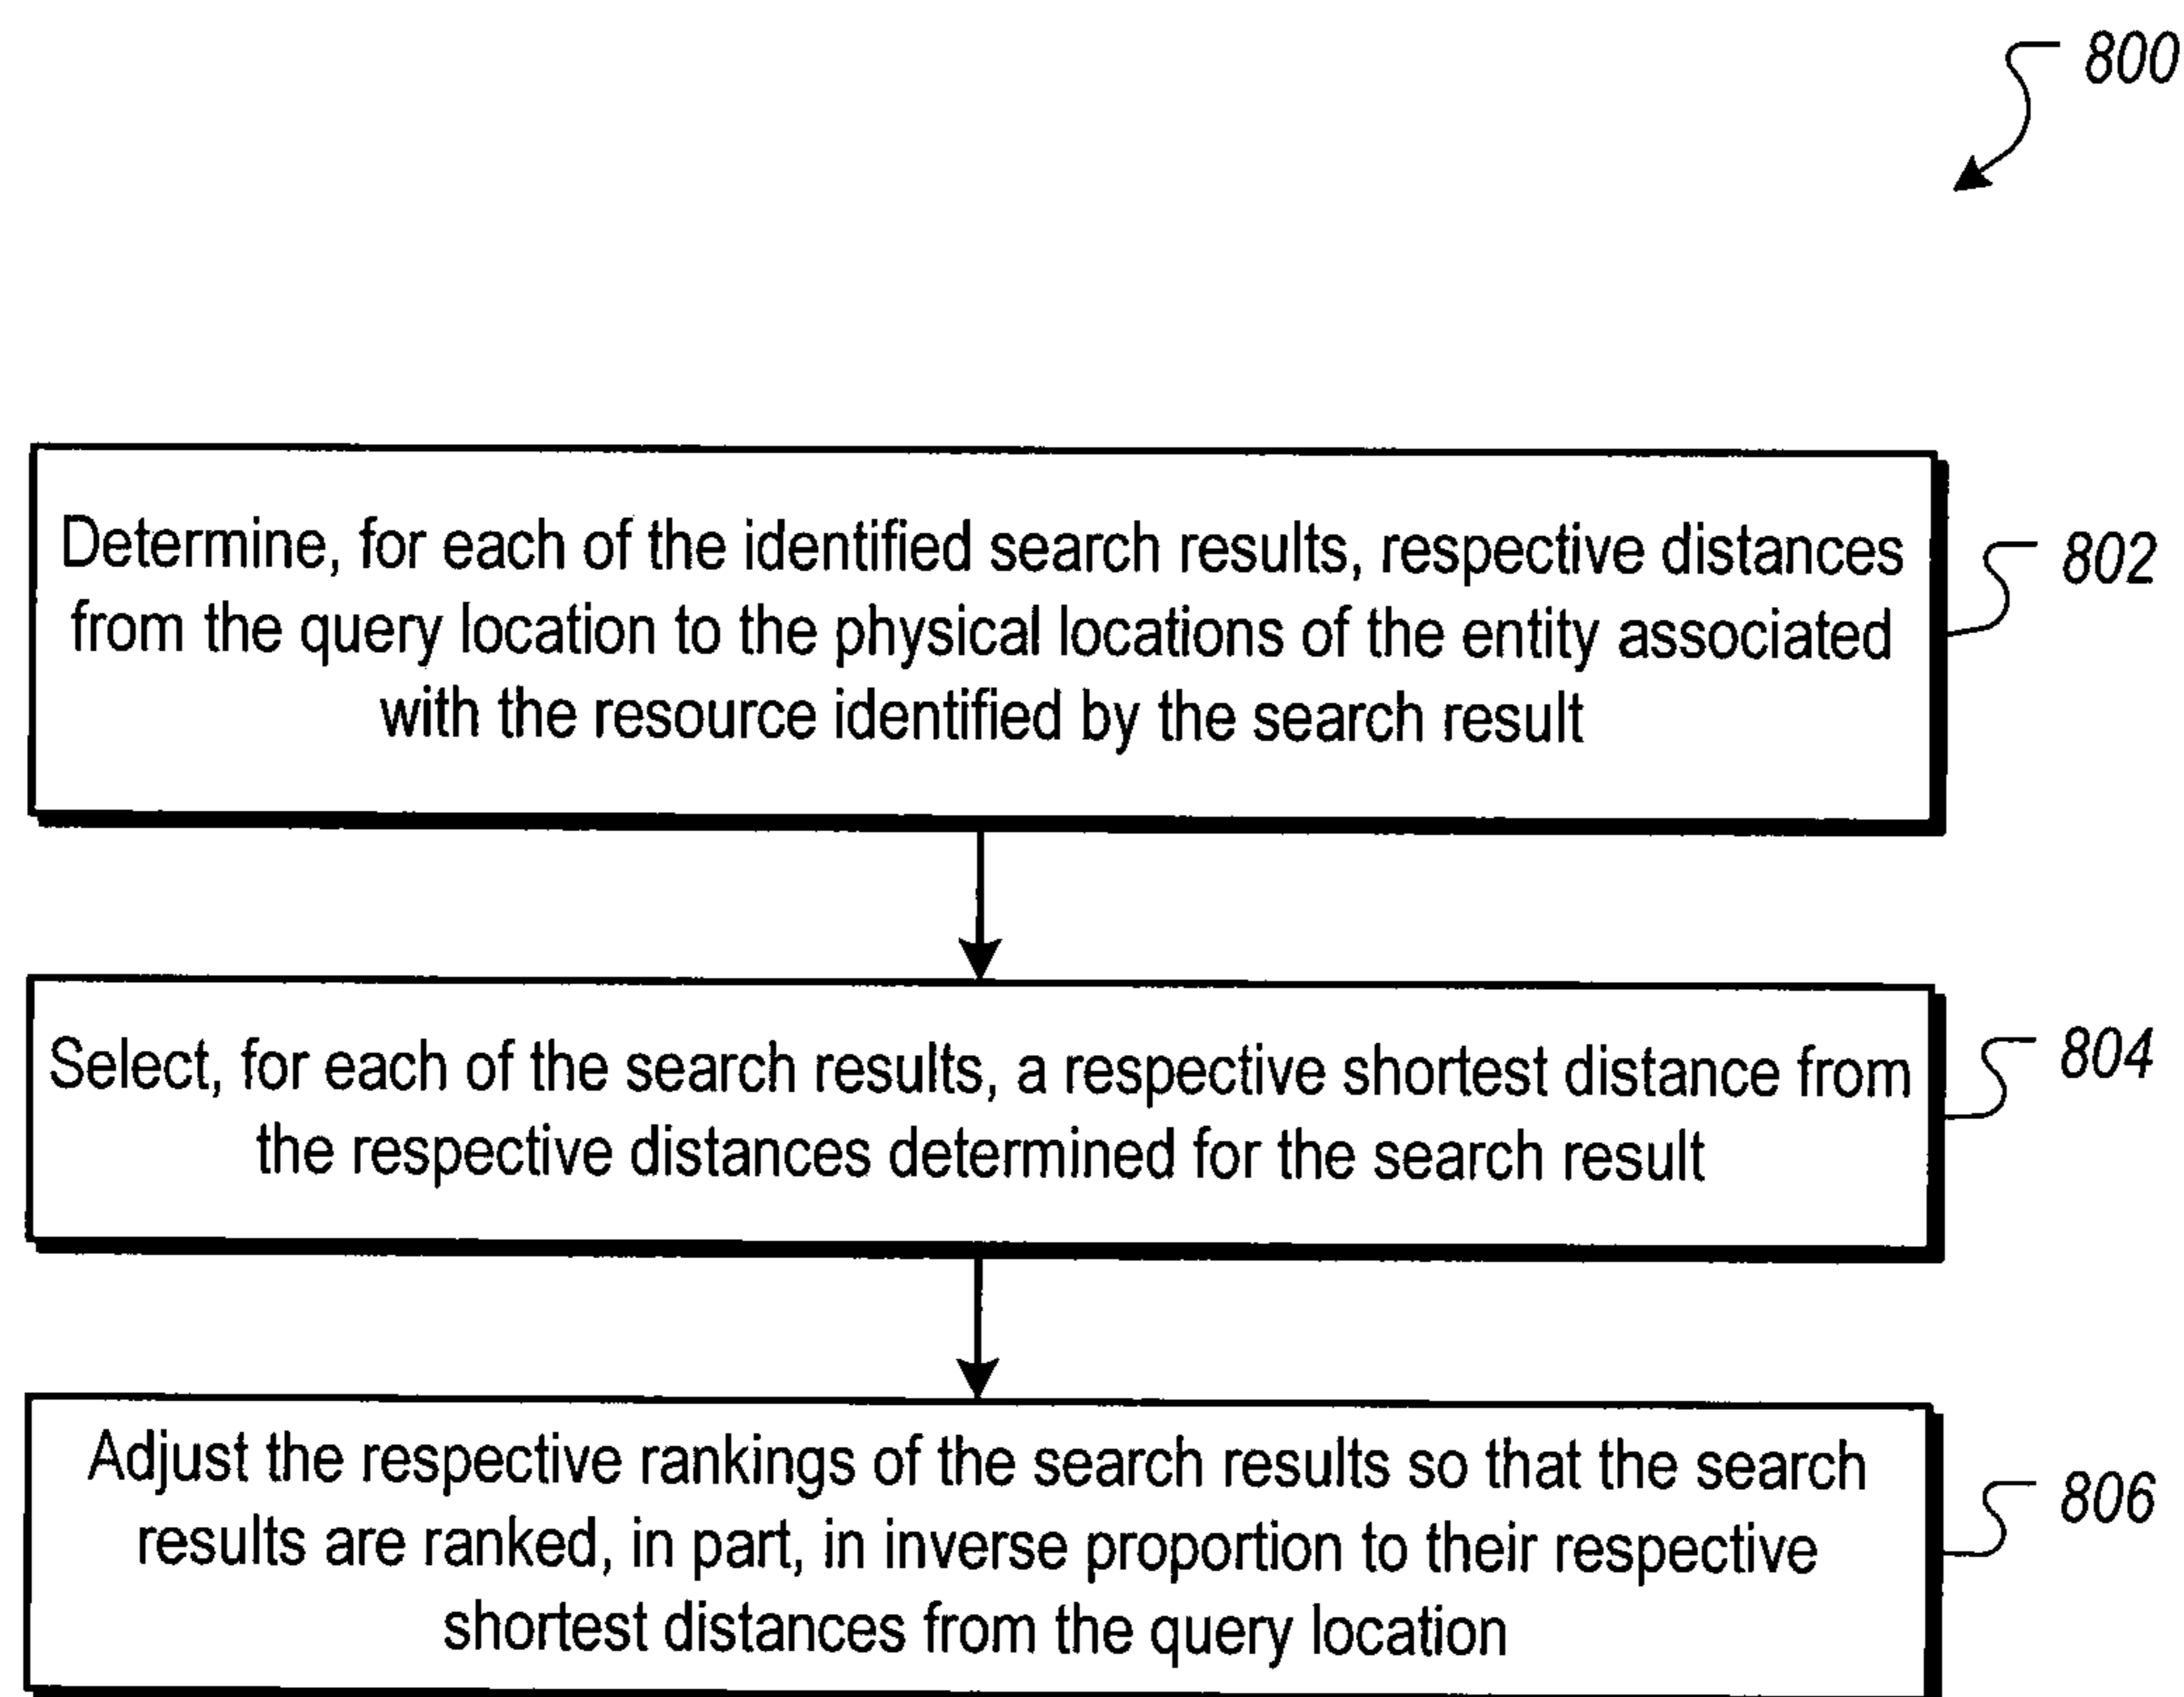 800
Determine, for each of the identified search results, respective distances
from the query location to the physical locations of the entity associated
with the resource identified by the search result
802
Select, for each of the search results, a respective shortest distance from
the respective distances determined for the search result
804
Adjust the respective rankings of the search results so that the search
results are ranked, in part, in inverse proportion to their respective
shortest distances from the query location
806